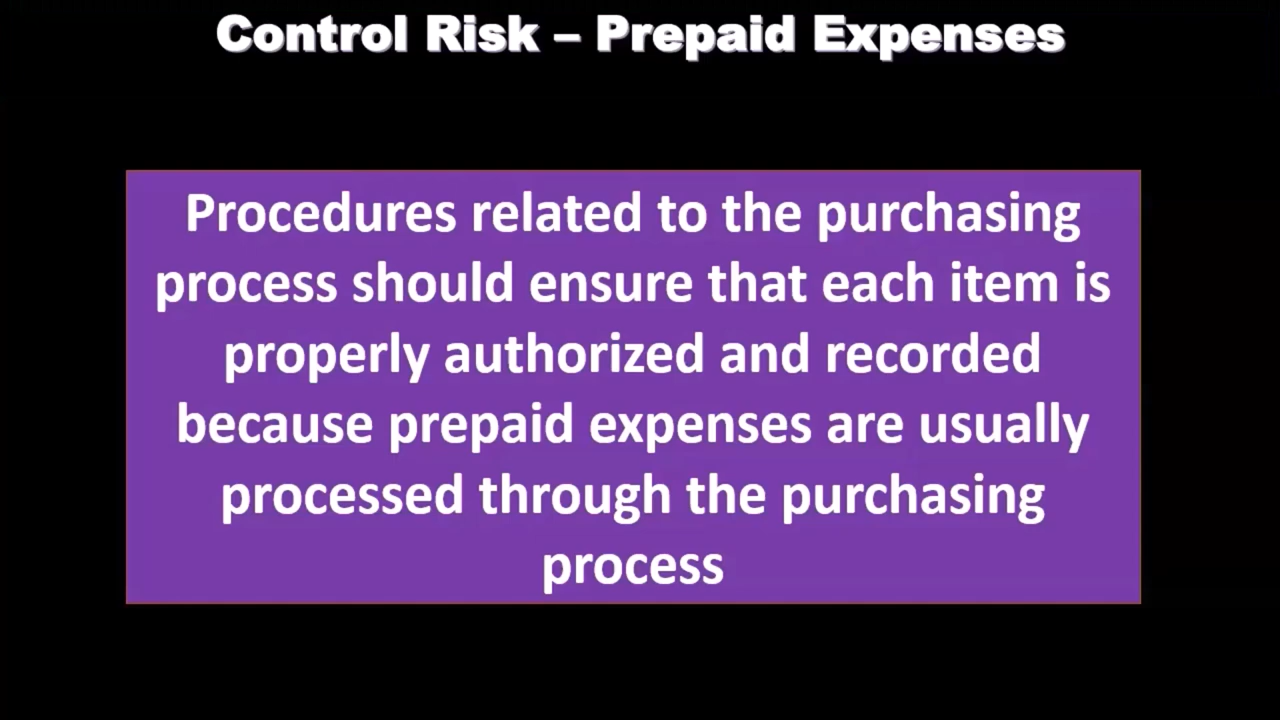 Control Risk – Prepaid Expenses
Procedures related to the purchasing
process should ensure that each item is
properly authorized and recorded
because prepaid expenses are usually
processed through the purchasing
process